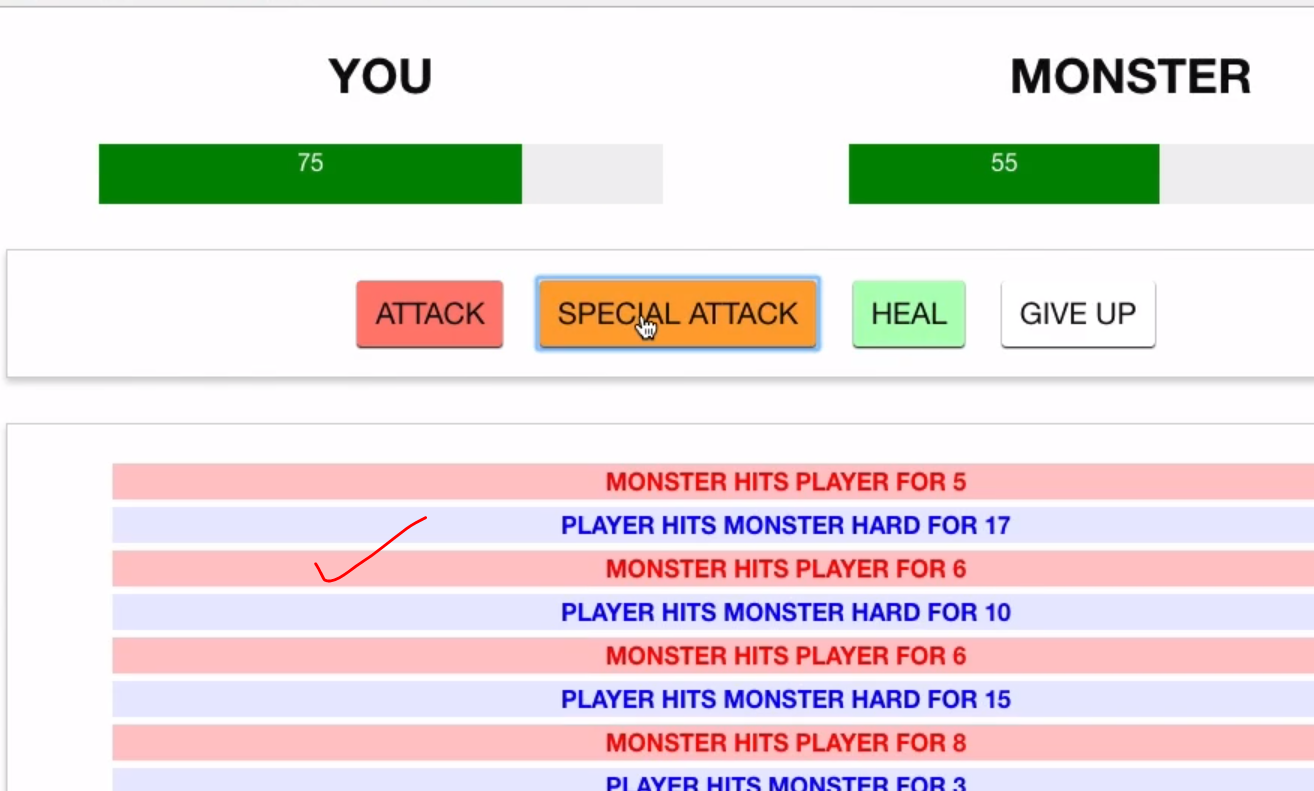 YOU MONSTER
75 55
ATTACK SPECIAL ATTACK HEAL GIVE UP
MONSTER HITS PLAYER FOR 5
PLAYER HITS MONSTER HARD FOR 17
MONSTER HITS PLAYER FOR 6
PLAYER HITS MONSTER HARD FOR 10
MONSTER HITS PLAYER FOR 6
PLAYER HITS MONSTER HARD FOR 15
MONSTER HITS PLAYER FOR 8
PLAYER HITS MONSTER FOR 3